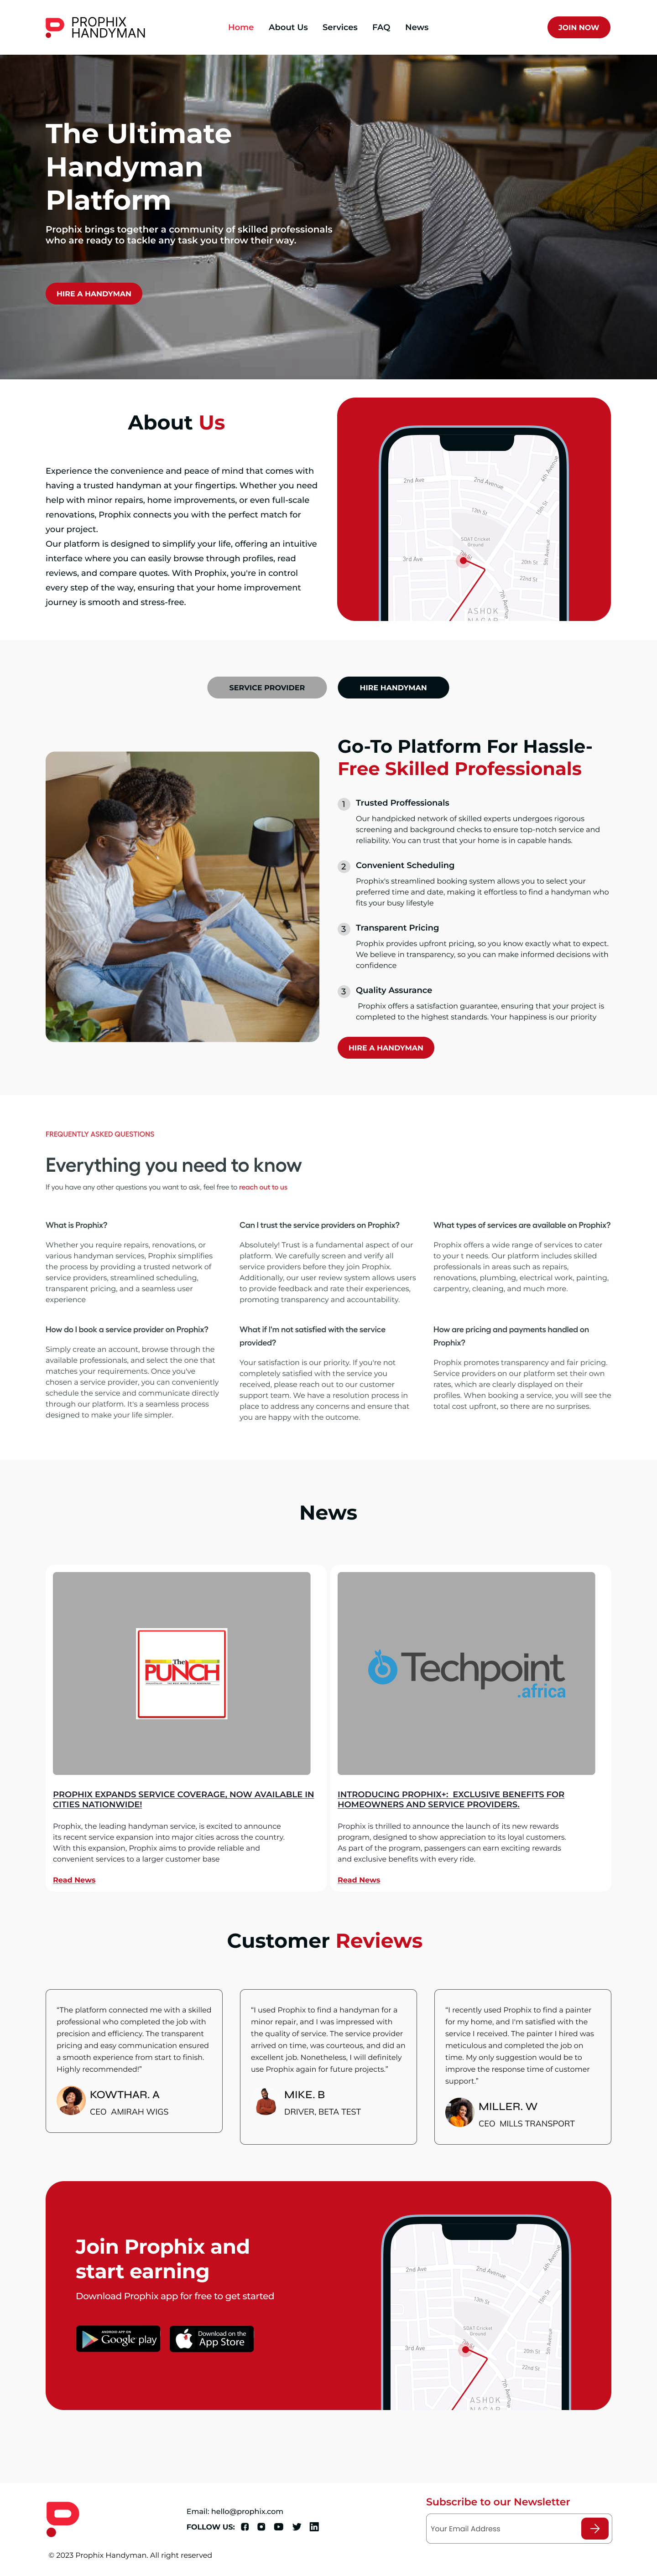 PROPHIX
HANDYMAN
Home About Us Services FAQ News
JOIN NOW
The Ultimate
Handyman
Platform
Prophix brings together a community of skilled professionals
who are ready to tackle any task you throw their way.
HIRE A HANDYMAN
About Us
Experience the convenience and peace of mind that comes with
having a trusted handyman at your fingertips. Whether you need
help with minor repairs, home improvements, or even full-scale
renovations, Prophix connects you with the perfect match for
your project.
Our platform is designed to simplify your life, offering an intuitive
interface where you can easily browse through profiles, read
reviews, and compare quotes. With Prophix, you're in control
every step of the way, ensuring that your home improvement
journey is smooth and stress-free.
2nd Ave
2nd Avenue
4th Avenue
13th St
10th St
SDAT Cricket
Ground
3rd Ave
5th Avenue
20th St
22nd St
7th Avenue
ASHOK
NAGAR
SERVICE PROVIDER
HIRE HANDYMAN
Go-To Platform For Hassle-
Free Skilled Professionals
1 Trusted Proffessionals
Our handpicked network of skilled experts undergoes rigorous
screening and background checks to ensure top-notch service and
reliability. You can trust that your home is in capable hands.
2 Convenient Scheduling
Prophix's streamlined booking system allows you to select your
preferred time and date, making it effortless to find a handyman who
fits your busy lifestyle
3 Transparent Pricing
Prophix provides upfront pricing, so you know exactly what to expect.
We believe in transparency, so you can make informed decisions with
confidence
3 Quality Assurance
Prophix offers a satisfaction guarantee, ensuring that your project is
completed to the highest standards. Your happiness is our priority
HIRE A HANDYMAN
FREQUENTLY ASKED QUESTIONS
Everything you need to know
If you have any other questions you want to ask, feel free to reach out to us
What is Prophix?
Whether you require repairs, renovations, or
various handyman services, Prophix simplifies
the process by providing a trusted network of
service providers, streamlined scheduling,
transparent pricing, and a seamless user
experience
Can I trust the service providers on Prophix?
Absolutely! Trust is a fundamental aspect of our
platform. We carefully screen and verify all
service providers before they join Prophix.
Additionally, our user review system allows users
to provide feedback and rate their experiences,
promoting transparency and accountability.
What types of services are available on Prophix?
Prophix offers a wide range of services to cater
to your t needs. Our platform includes skilled
professionals in areas such as repairs,
renovations, plumbing, electrical work, painting,
carpentry, cleaning, and much more.
How do I book a service provider on Prophix?
Simply create an account, browse through the
available professionals, and select the one that
matches your requirements. Once you've
chosen a service provider, you can conveniently
schedule the service and communicate directly
through our platform. It's a seamless process
designed to make your life simpler.
What if I'm not satisfied with the service
provided?
Your satisfaction is our priority. If you're not
completely satisfied with the service you
received, please reach out to our customer
support team. We have a resolution process in
place to address any concerns and ensure that
you are happy with the outcome.
How are pricing and payments handled on
Prophix?
Prophix promotes transparency and fair pricing.
Service providers on our platform set their own
rates, which are clearly displayed on their
profiles. When booking a service, you will see the
total cost upfront, so there are no surprises.
News
The
PUNCH
Techpoint
.africa
PROPHIX EXPANDS SERVICE COVERAGE, NOW AVAILABLE IN
CITIES NATIONWIDE!
Prophix, the leading handyman service, is excited to announce
its recent service expansion into major cities across the country.
With this expansion, Prophix aims to provide reliable and
convenient services to a larger customer base
Read News
INTRODUCING PROPHIX+: EXCLUSIVE BENEFITS FOR
HOMEOWNERS AND SERVICE PROVIDERS.
Prophix is thrilled to announce the launch of its new rewards
program, designed to show appreciation to its loyal customers.
As part of the program, passengers can earn exciting rewards
and exclusive benefits with every ride.
Read News
Customer Reviews
"The platform connected me with a skilled
professional who completed the job with
precision and efficiency. The transparent
pricing and easy communication ensured
a smooth experience from start to finish.
Highly recommended!"
KOWTHAR. A
CEO AMIRAH WIGS
"I used Prophix to find a handyman for a
minor repair, and I was impressed with
the quality of service. The service provider
arrived on time, was courteous, and did an
excellent job. Nonetheless, I will definitely
use Prophix again for future projects."
MIKE. B
DRIVER, BETA TEST
"I recently used Prophix to find a painter
for my home, and I'm satisfied with the
service I received. The painter I hired was
meticulous and completed the job on
time. My only suggestion would be to
improve the response time of customer
support."
MILLER. W
CEO MILLS TRANSPORT
Join Prophix and
start earning
Download Prophix app for free to get started
ANDROID APP ON
Google play
Download on the
App Store
2nd Ave
2nd Avenue
4th Avenue
13th St
10th St
SDAT Cricket
Ground
3rd Ave
5th Avenue
20th St
22nd St
7th Avenue
ASHOK
NAGAR
Email: hello@prophix.com
FOLLOW US:
© 2023 Prophix Handyman. All right reserved
Subscribe to our Newsletter
Your Email Address